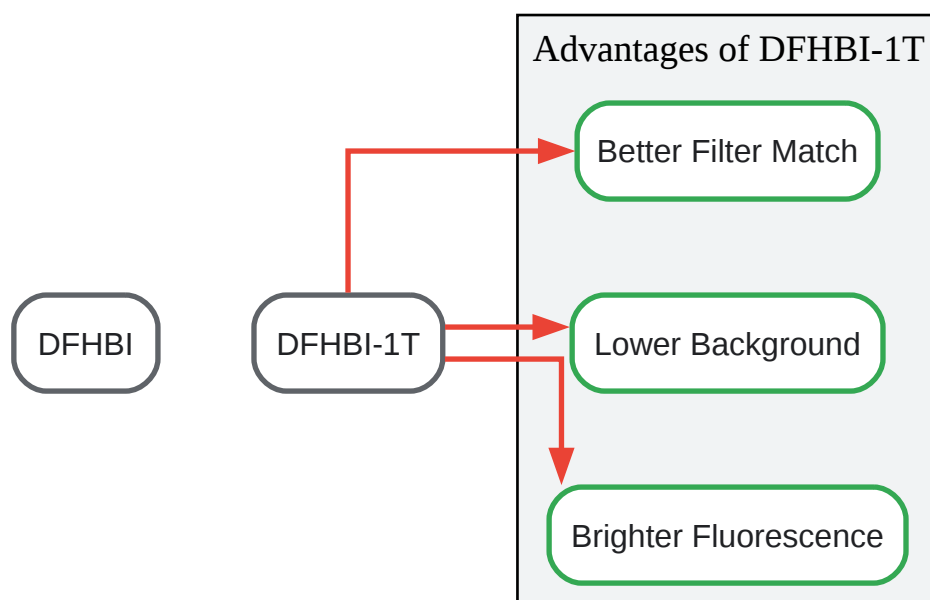 Advantages of DFHBI-1T
Better Filter Match
DFHBI
DFHBI-1T
Lower Background
Brighter Fluorescence